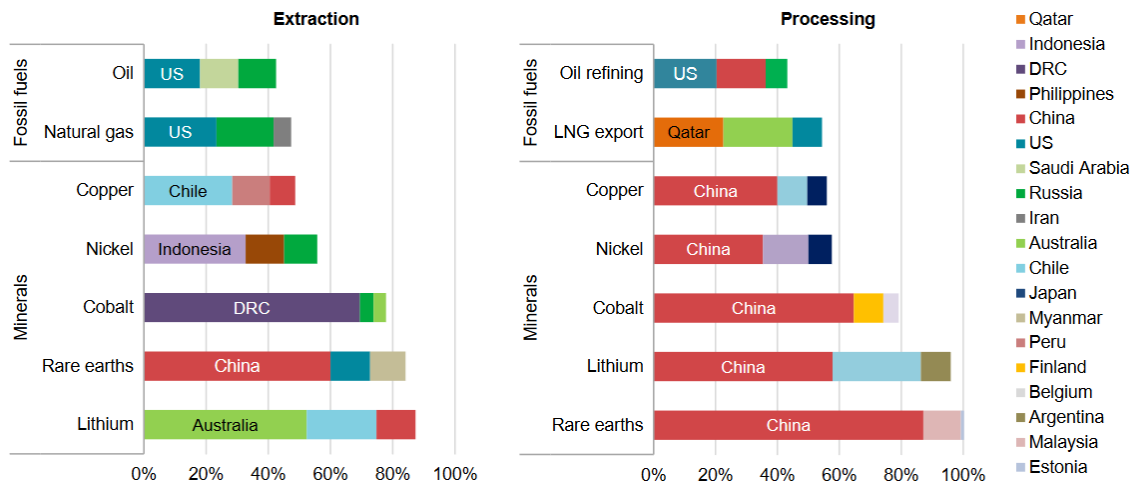 Extraction
Fossil fuels
Oil
US
Natural gas
US
Minerals
Copper
Chile
Nickel
Indonesia
Cobalt
DRC
Rare earths
China
Lithium
Australia
0% 20% 40% 60% 80% 100%
Processing
Fossil fuels
Oil refining
US
LNG export
Qatar
Minerals
Copper
China
Nickel
China
Cobalt
China
Lithium
China
Rare earths
China
0% 20% 40% 60% 80% 100%
Qatar
Indonesia
DRC
Philippines
China
US
Saudi Arabia
Russia
Iran
Australia
Chile
Japan
Myanmar
Peru
Finland
Belgium
Argentina
Malaysia
Estonia